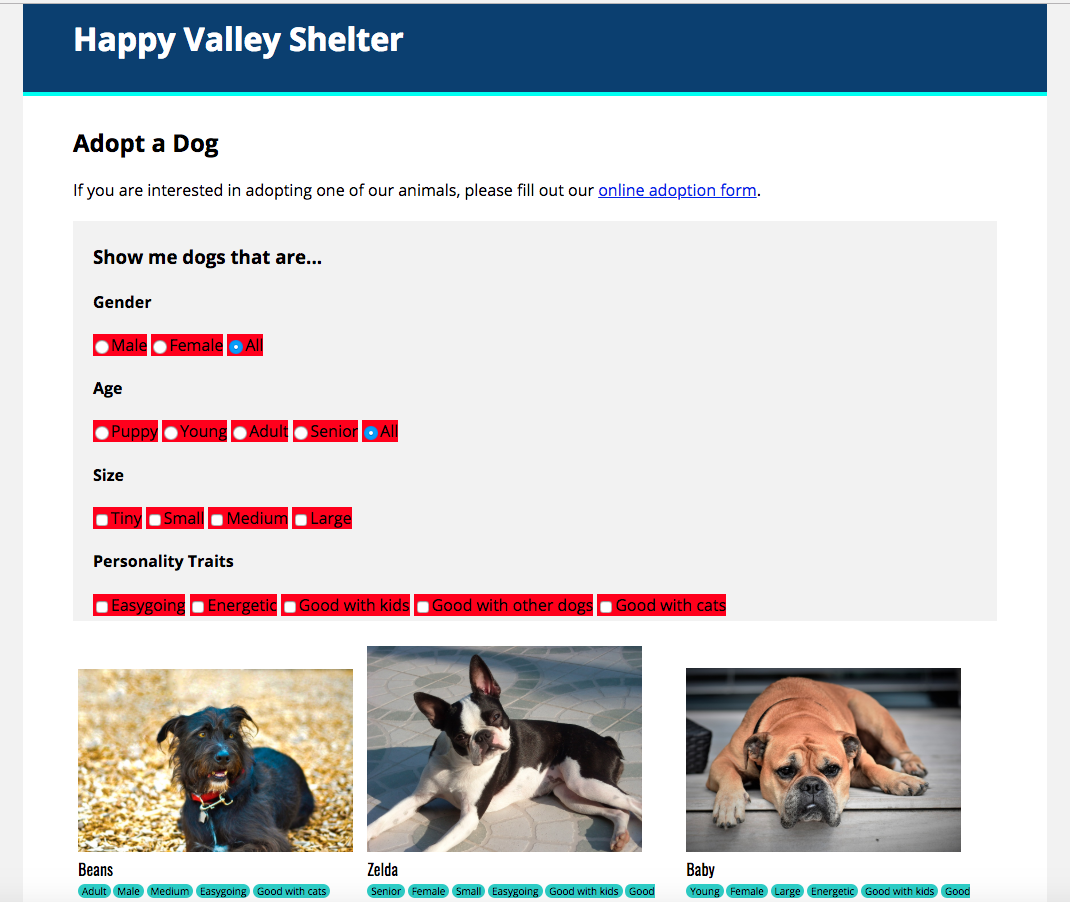 Happy Valley Shelter
Adopt a Dog
If you are interested in adopting one of our animals, please fill out our online adoption form.
Show me dogs that are...
Gender
Male Female All
Age
Puppy Young Adult Senior All
Size
Tiny Small Medium Large
Personality Traits
Easygoing Energetic Good with kids Good with other dogs Good with cats
Beans Zelda Baby
Adult Male Medium Easygoing Good with cats Senior Female Small Easygoing Good with kids Good Young Female Large Energetic Good with kids Good